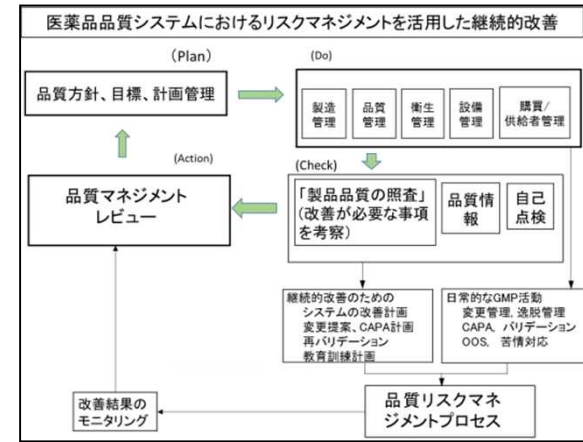 医薬品品質システムにおけるリスクマネジメントを活用した継続的改善
(Plan)
品質方針、目標、計画管理
(Do)
製造
管理
品質
管理
衛生
管理
設備
管理
購買/
供給者管理
(Action)
品質マネジメント
レビュー
(Check)
「製品品質の照査」
(改善が必要な事項
を考察)
品質情
報
自己
点検
継続的改善のための
システムの改善計画
変更提案、CAPA計画
再バリデーション
教育訓練計画
日常的なGMP活動
変更管理, 逸脱管理
CAPA, バリデーション
OOS, 苦情対応
改善結果の
モニタリング
品質リスクマネ
ジメントプロセス